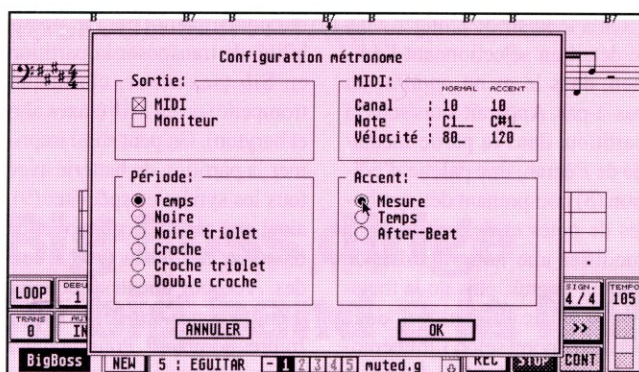 B B7 B B7 B B7
Configuration métronome
Sortie:
MIDI
Moniteur
MIDI:
NORMAL ACCENT
Canal : 10 10
Note : C1__ C#1_
Vélocité : 80_ 120
Période:
Temps
Noire
Noire triolet
Croche
Croche triolet
Double croche
Accent:
Mesure
Temps
After-Beat
ANNULER OK
LOOP 1 SIGN. TEMPO
4/4 105
TRANS
0 IN >>
BigBoss NEW 5 : EGUITAR - 1 2 3 4 5 muted.g REC STOP CONT